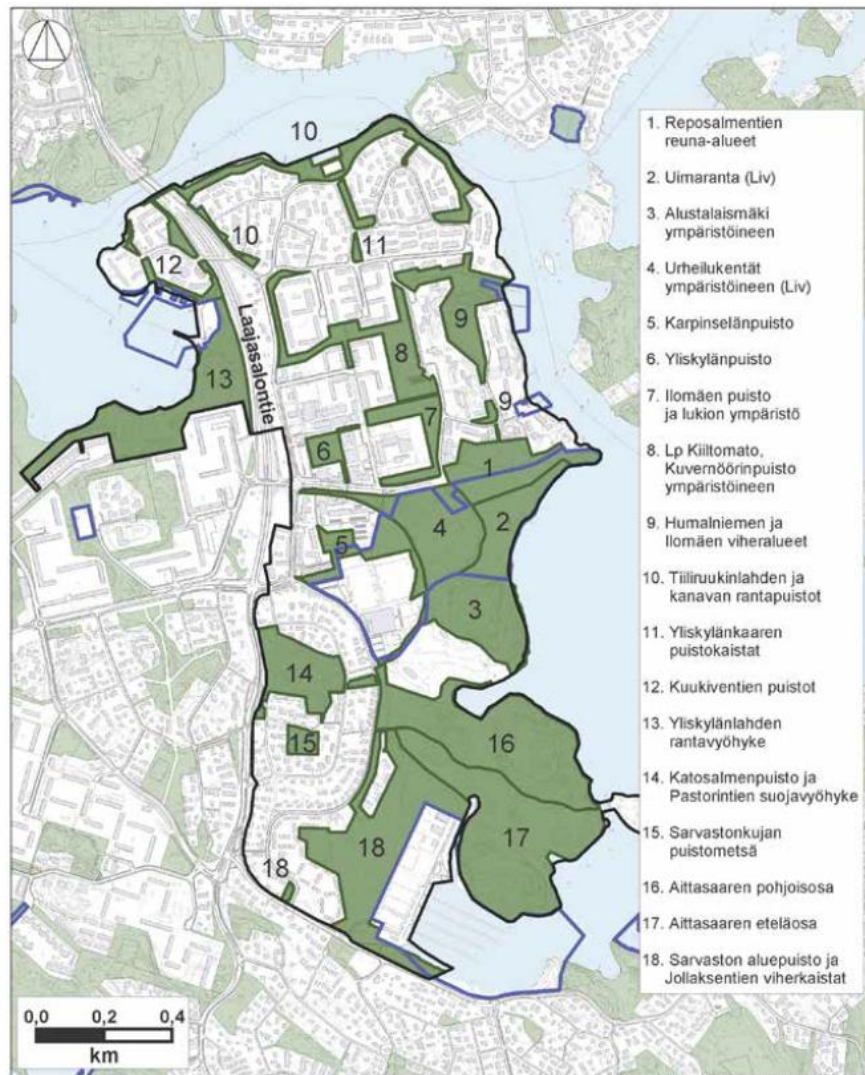 1. Reposalmentien
reuna-alueet
2. Uimaranta (Liv)
3. Alustalaismäki
ympäristöineen
4. Urheilukentät
ympäristöineen (Liv)
5. Karpinselänpuisto
6. Yliskylänpuisto
7. Ilomäen puisto
ja lukion ympäristö
8. Lp Kiiltomato,
Kuvernöörinpuisto
ympäristöineen
9. Humalniemen ja
Ilomäen viheralueet
10. Tiiliruukinlahden ja
kanavan rantapuistot
11. Yliskylänkaaren
puistokaistat
12. Kuukiventien puistot
13. Yliskylänlahden
rantavyöhyke
14. Katosalmenpuisto ja
Pastorintien suojavyöhyke
15. Sarvastonkujan
puistometsä
16. Aittasaaren pohjoisosa
17. Aittasaaren eteläosa
18. Sarvaston aluepuisto ja
Jollaksentien viherkaistat
10
10
11
12
Laajasalontie
9
8
13
9
7
6
1
4
2
5
3
14
15
16
17
18
18
0,0 0,2 0,4
km